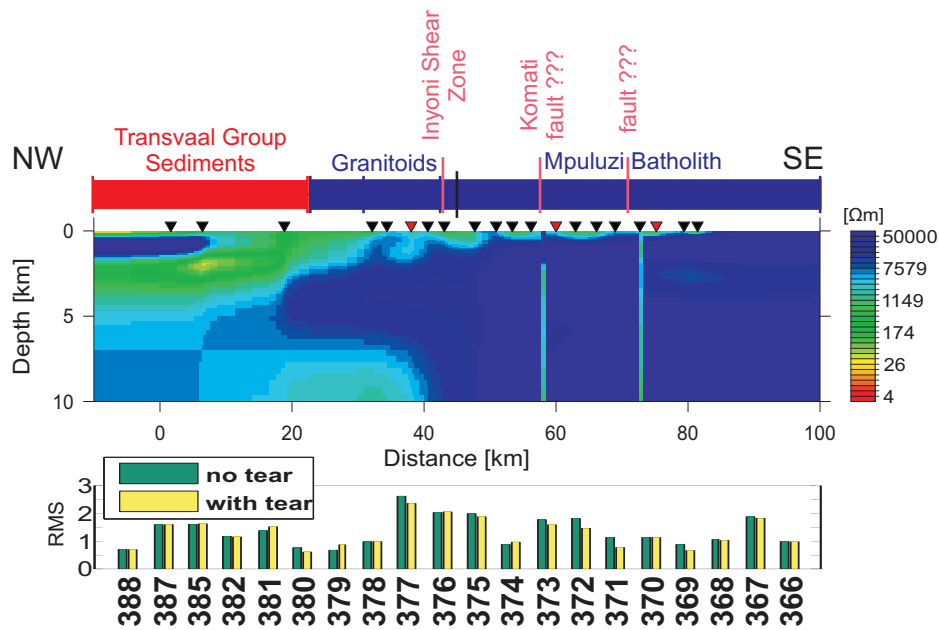 Inyoni Shear
Zone
Komati
fault ???
fault ???
NW
Transvaal Group
Sediments
Granitoids
Mpuluzi
Batholith
SE
[Ωm]
0
5
10
Depth [km]
50000
7579
1149
174
26
4
0
20
40
60
80
100
Distance [km]
no tear
with tear
3
2
1
0
RMS
388
387
385
382
381
380
379
378
377
376
375
374
373
372
371
370
369
368
367
366